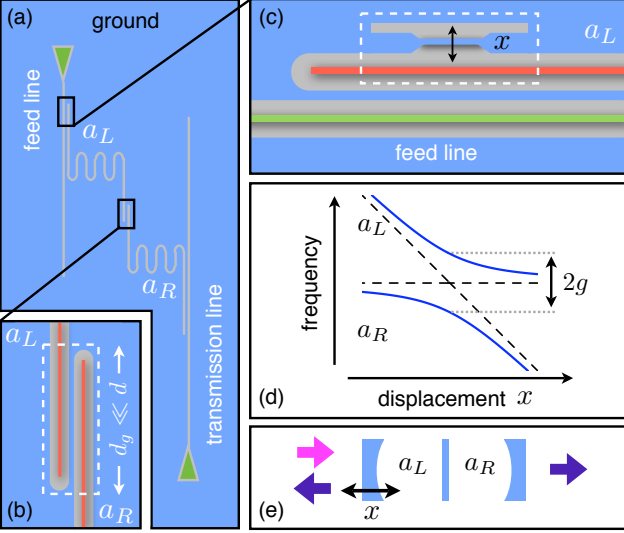 (a)
ground
feed line
a_L
a_R
transmission line
(b)
a_L
d_g ≪ d
a_R
(c)
x
a_L
feed line
(d)
frequency
a_L
a_R
2g
displacement x
(e)
a_L
a_R
x